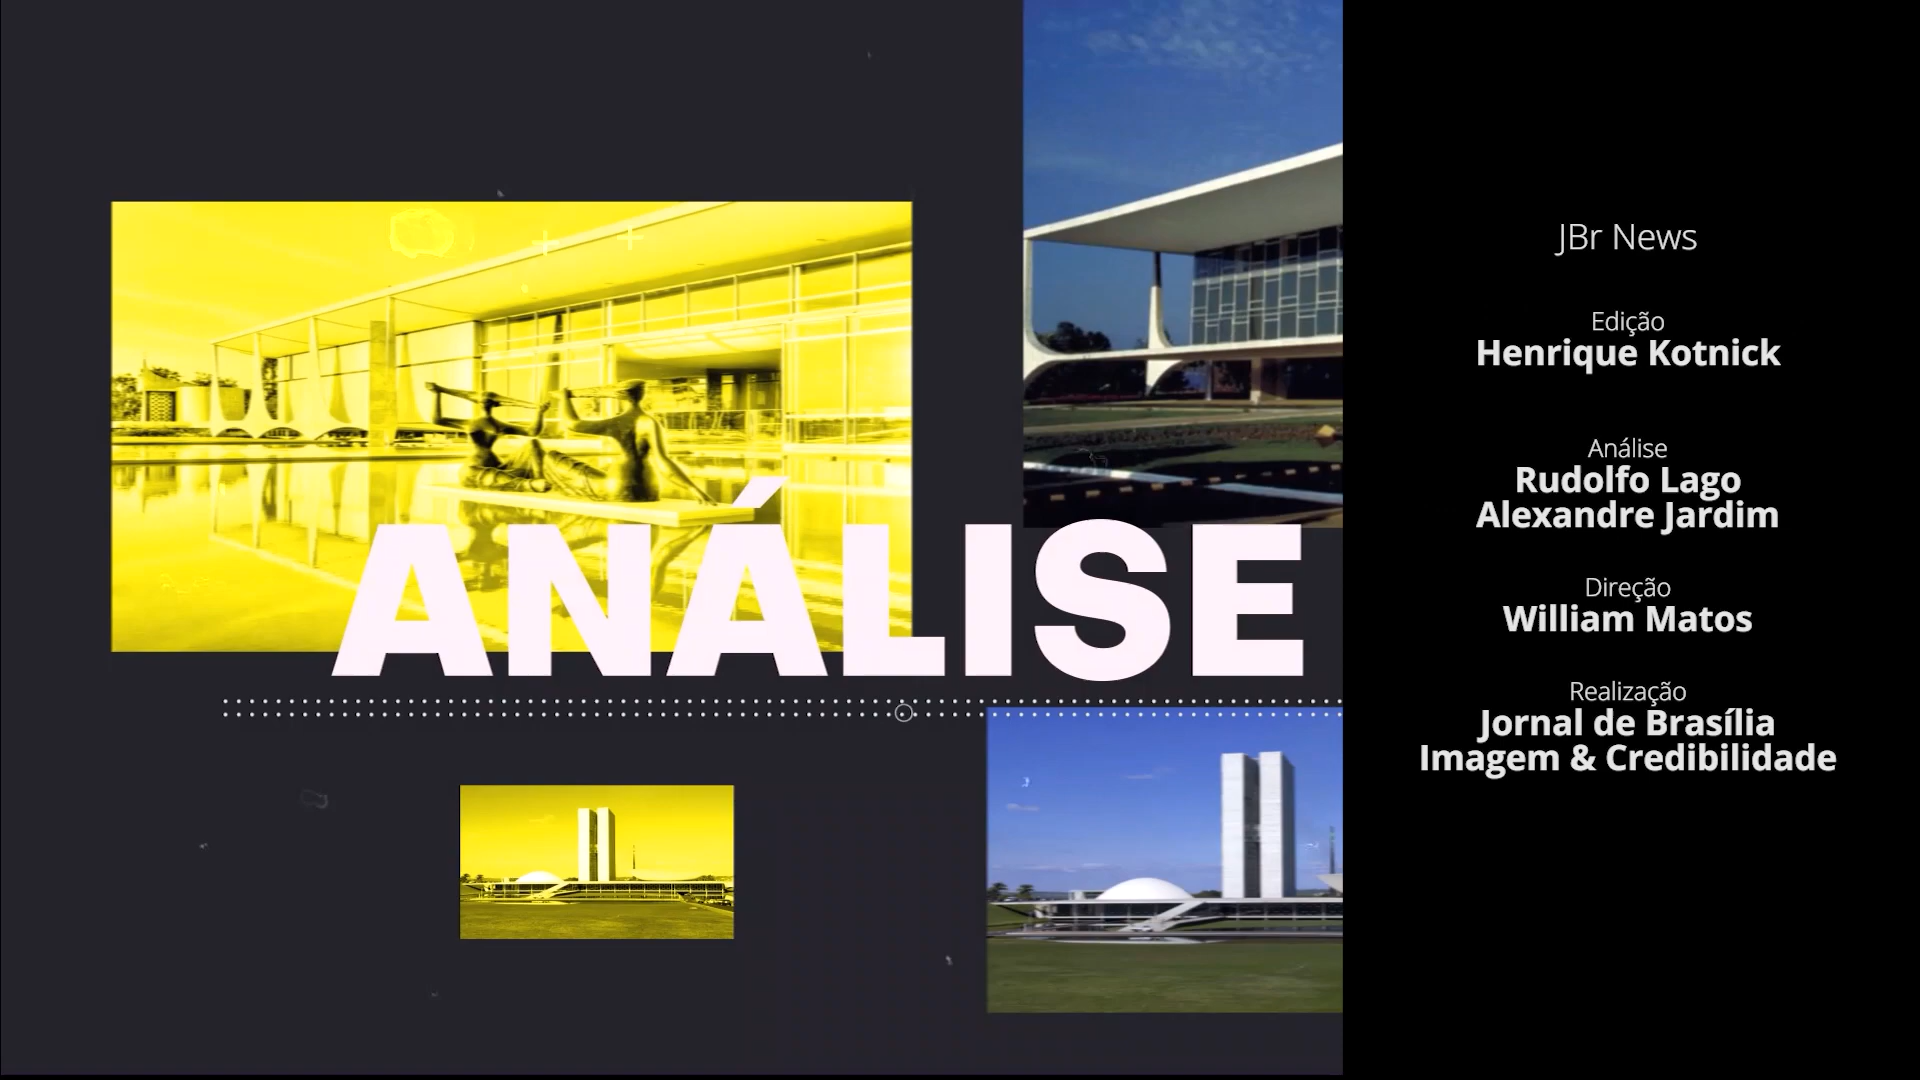 ANÁLISE
JBr News
Edição
Henrique Kotnick
Análise
Rudolfo Lago
Alexandre Jardim
Direção
William Matos
Realização
Jornal de Brasília
Imagem & Credibilidade